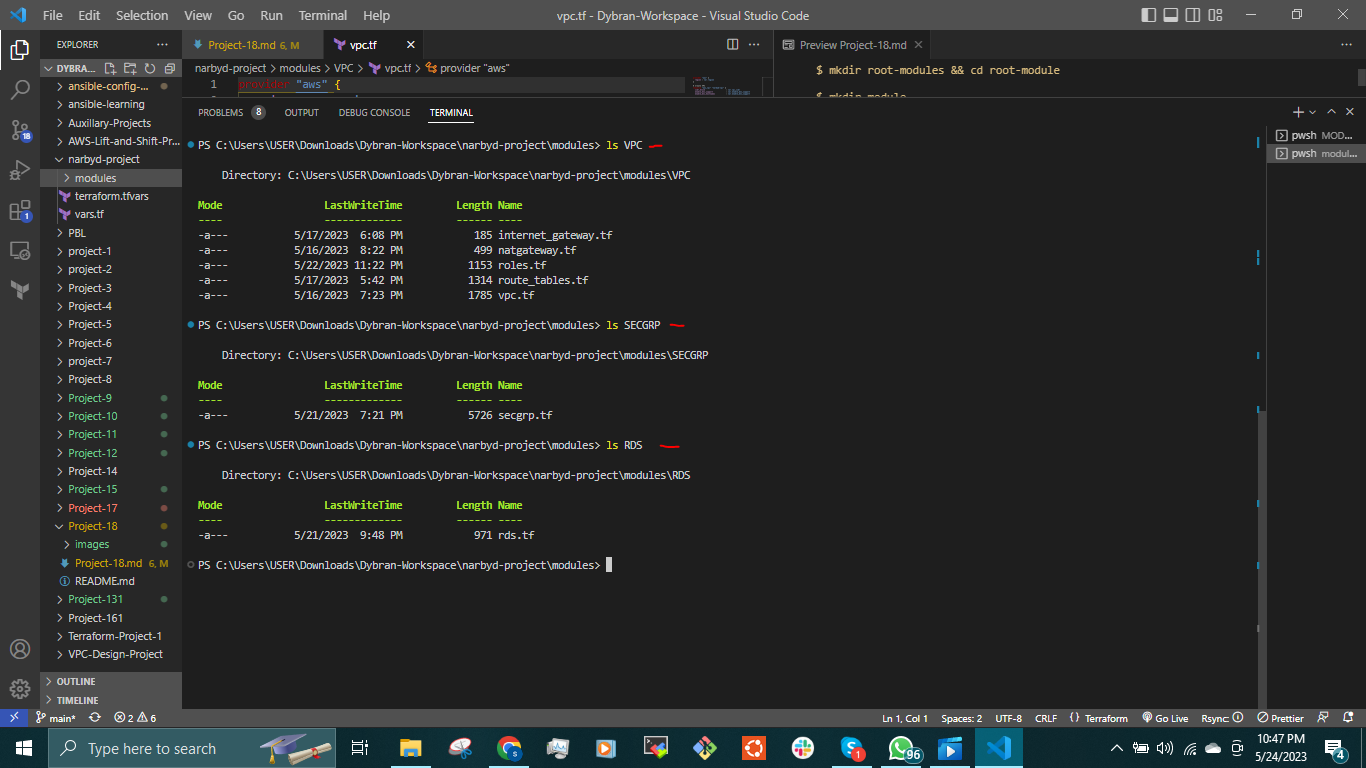 File Edit Selection View Go Run Terminal Help
vpc.tf - Dybran-Workspace - Visual Studio Code
EXPLORER
Project-18.md 6, M
vpc.tf
Preview Project-18.md
DYBRA...
narbyd-project > modules > VPC > vpc.tf > provider "aws"
1 provider "aws" {
$ mkdir root-modules && cd root-module
$ mkdir module
ansible-config-...
ansible-learning
Auxillary-Projects
AWS-Lift-and-Shift-Pr...
narbyd-project
modules
terraform.tfvars
vars.tf
PBL
project-1
project-2
Project-3
Project-4
Project-5
Project-6
project-7
Project-8
Project-9
Project-10
Project-11
Project-12
Project-14
Project-15
Project-17
Project-18
images
Project-18.md 6, M
README.md
Project-131
Project-161
Terraform-Project-1
VPC-Design-Project
OUTLINE
TIMELINE
18
1
PROBLEMS 8 OUTPUT DEBUG CONSOLE TERMINAL
pwsh MOD...
pwsh modul...
PS C:\Users\USER\Downloads\Dybran-Workspace\narbyd-project\modules> ls VPC
Directory: C:\Users\USER\Downloads\Dybran-Workspace\narbyd-project\modules\VPC
Mode LastWriteTime Length Name
---- ------------- ------ ----
-a--- 5/17/2023 6:08 PM 185 internet_gateway.tf
-a--- 5/16/2023 8:22 PM 499 natgateway.tf
-a--- 5/22/2023 11:22 PM 1153 roles.tf
-a--- 5/17/2023 5:42 PM 1314 route_tables.tf
-a--- 5/16/2023 7:23 PM 1785 vpc.tf
PS C:\Users\USER\Downloads\Dybran-Workspace\narbyd-project\modules> ls SECGRP
Directory: C:\Users\USER\Downloads\Dybran-Workspace\narbyd-project\modules\SECGRP
Mode LastWriteTime Length Name
---- ------------- ------ ----
-a--- 5/21/2023 7:21 PM 5726 secgrp.tf
PS C:\Users\USER\Downloads\Dybran-Workspace\narbyd-project\modules> ls RDS
Directory: C:\Users\USER\Downloads\Dybran-Workspace\narbyd-project\modules\RDS
Mode LastWriteTime Length Name
---- ------------- ------ ----
-a--- 5/21/2023 9:48 PM 971 rds.tf
PS C:\Users\USER\Downloads\Dybran-Workspace\narbyd-project\modules>
main* 2 6
Ln 1, Col 1 Spaces: 2 UTF-8 CRLF Terraform Go Live Rsync: Prettier
Type here to search
1
96
10:47 PM
5/24/2023
4